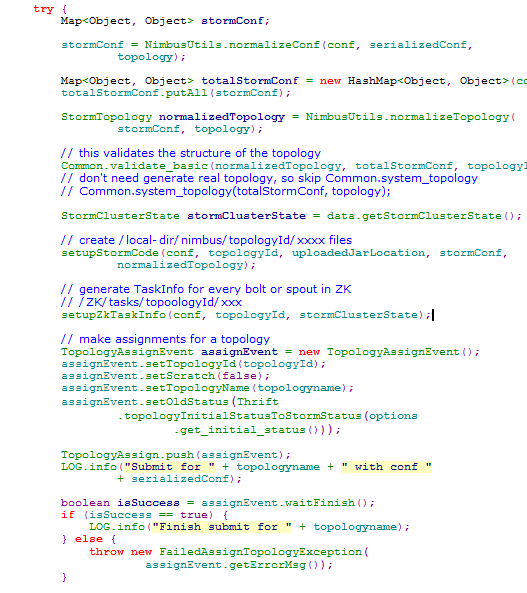 try {
Map<Object, Object> stormConf;
stormConf = NimbusUtils.normalizeConf(conf, serializedConf,
topology);
Map<Object, Object> totalStormConf = new HashMap<Object, Object>(co
totalStormConf.putAll(stormConf);
StormTopology normalizedTopology = NimbusUtils.normalizeTopology(
stormConf, topology);
// this validates the structure of the topology
Common.validate_basic(normalizedTopology, totalStormConf, topologyI
// don't need generate real topology, so skip Common.system_topology
// Common.system_topology(totalStormConf, topology);
StormClusterState stormClusterState = data.getStormClusterState();
// create /local-dir/nimbus/topologyId/xxxx files
setupStormCode(conf, topologyId, uploadedJarLocation, stormConf,
normalizedTopology);
// generate TaskInfo for every bolt or spout in ZK
// /ZK/tasks/topoologyId/xxx
setupZkTaskInfo(conf, topologyId, stormClusterState);
// make assignments for a topology
TopologyAssignEvent assignEvent = new TopologyAssignEvent();
assignEvent.setTopologyId(topologyId);
assignEvent.setScratch(false);
assignEvent.setTopologyName(topologyname);
assignEvent.setOldStatus(Thrift
.topologyInitialStatusToStormStatus(options
.get_initial_status()));
TopologyAssign.push(assignEvent);
LOG.info("Submit for " + topologyname + " with conf "
+ serializedConf);
boolean isSuccess = assignEvent.waitFinish();
if (isSuccess == true) {
LOG.info("Finish submit for " + topologyname);
} else {
throw new FailedAssignTopologyException(
assignEvent.getErrorMsg());
}